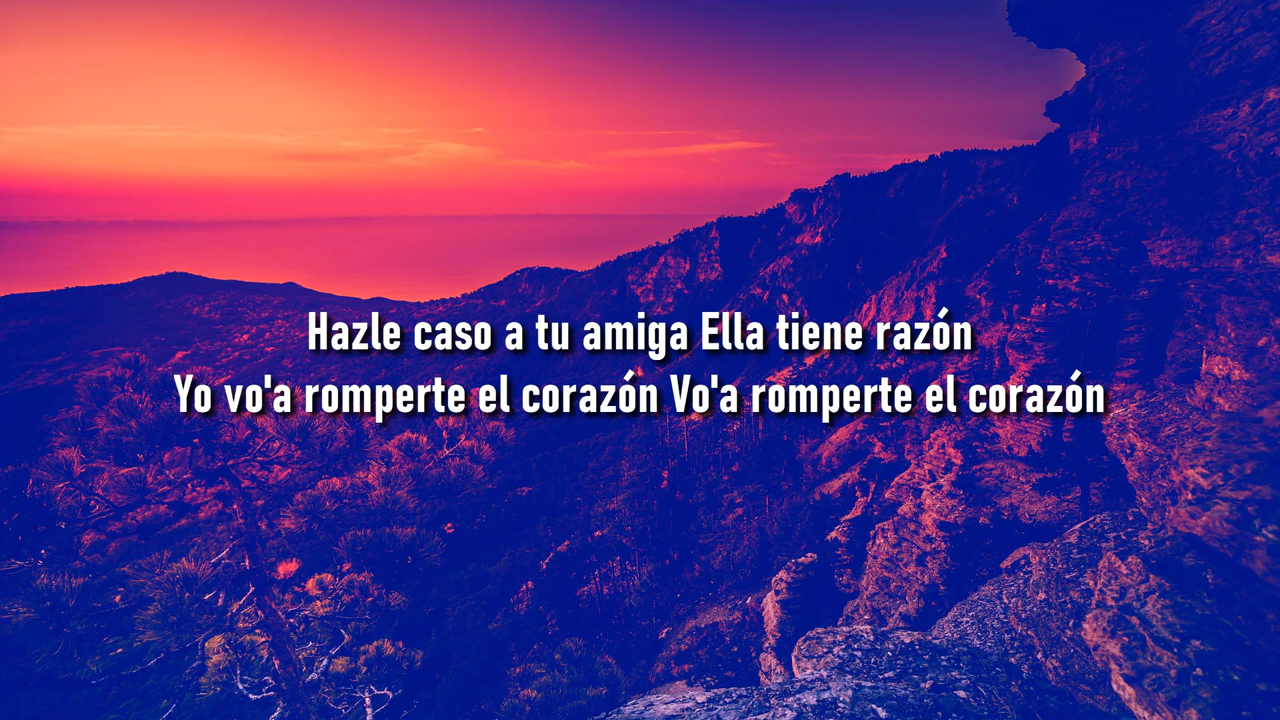 Hazle caso a tu amiga Ella tiene razón
Yo vo'a romperte el corazón Vo'a romperte el corazón